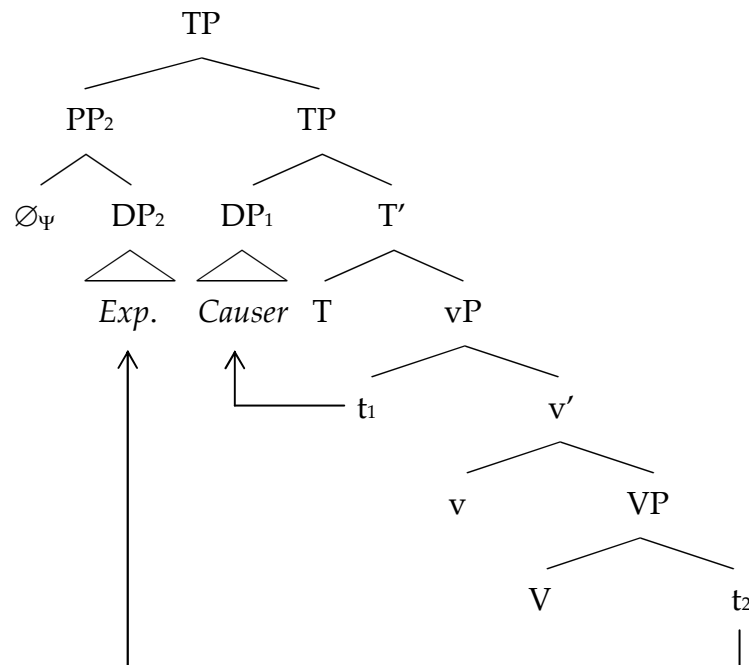 TP
PP₂ TP
∅Ψ DP₂ DP₁ T’
Exp. Causer T vP
t₁ v’
v VP
V t₂